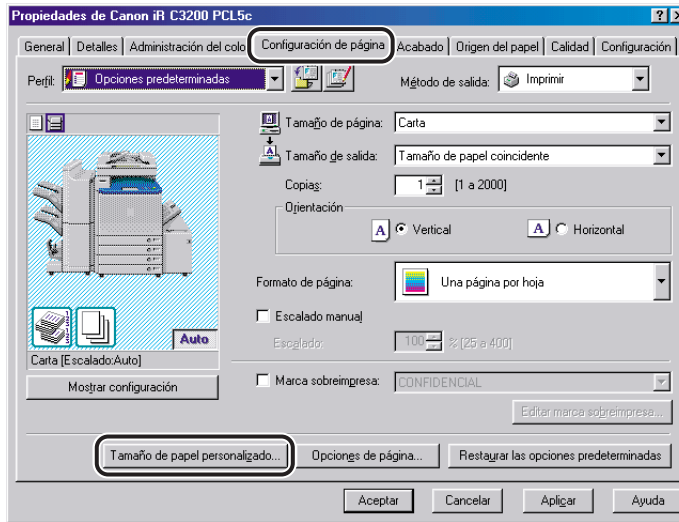 Propiedades de Canon iR C3200 PCL5c
General Detalles Administración del colo Configuración de página Acabado Origen del papel Calidad Configuración
Perfil: Opciones predeterminadas Método de salida: Imprimir
Tamaño de página: Carta
Tamaño de salida: Tamaño de papel coincidente
Copias: 1 [1 a 2000]
Orientación
A Vertical A Horizontal
Formato de página: Una página por hoja
Escalado manual
Escalado: 100 % [25 a 400]
Auto
Carta [Escalado:Auto]
Mostrar configuración
Marca sobreimpresa: CONFIDENCIAL
Editar marca sobreimpresa...
Tamaño de papel personalizado... Opciones de página... Restaurar las opciones predeterminadas
Aceptar Cancelar Aplicar Ayuda